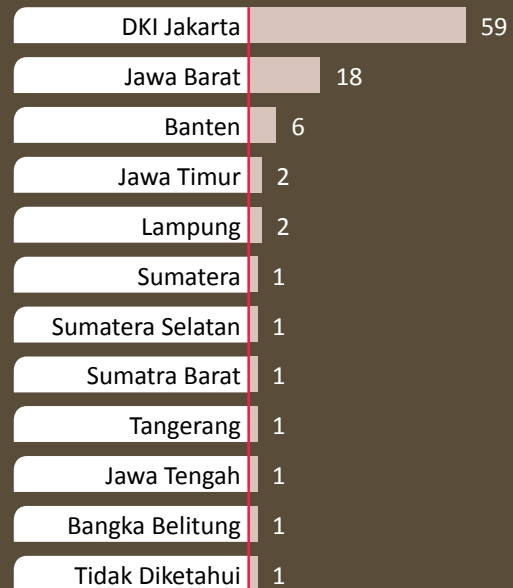 DKI Jakarta 59
Jawa Barat 18
Banten 6
Jawa Timur 2
Lampung 2
Sumatera 1
Sumatera Selatan 1
Sumatra Barat 1
Tangerang 1
Jawa Tengah 1
Bangka Belitung 1
Tidak Diketahui 1